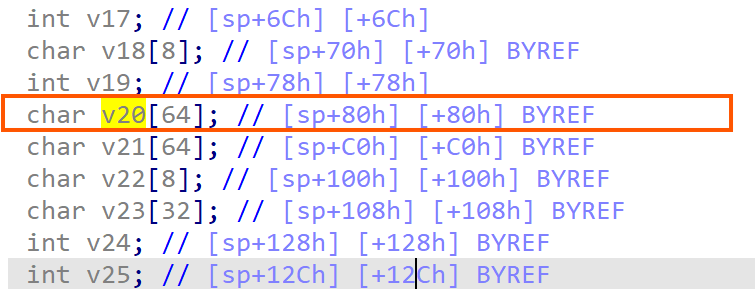 int v17; // [sp+6Ch] [+6Ch]
char v18[8]; // [sp+70h] [+70h] BYREF
int v19; // [sp+78h] [+78h]
char v20[64]; // [sp+80h] [+80h] BYREF
char v21[64]; // [sp+C0h] [+C0h] BYREF
char v22[8]; // [sp+100h] [+100h] BYREF
char v23[32]; // [sp+108h] [+108h] BYREF
int v24; // [sp+128h] [+128h] BYREF
int v25; // [sp+12Ch] [+12Ch] BYREF